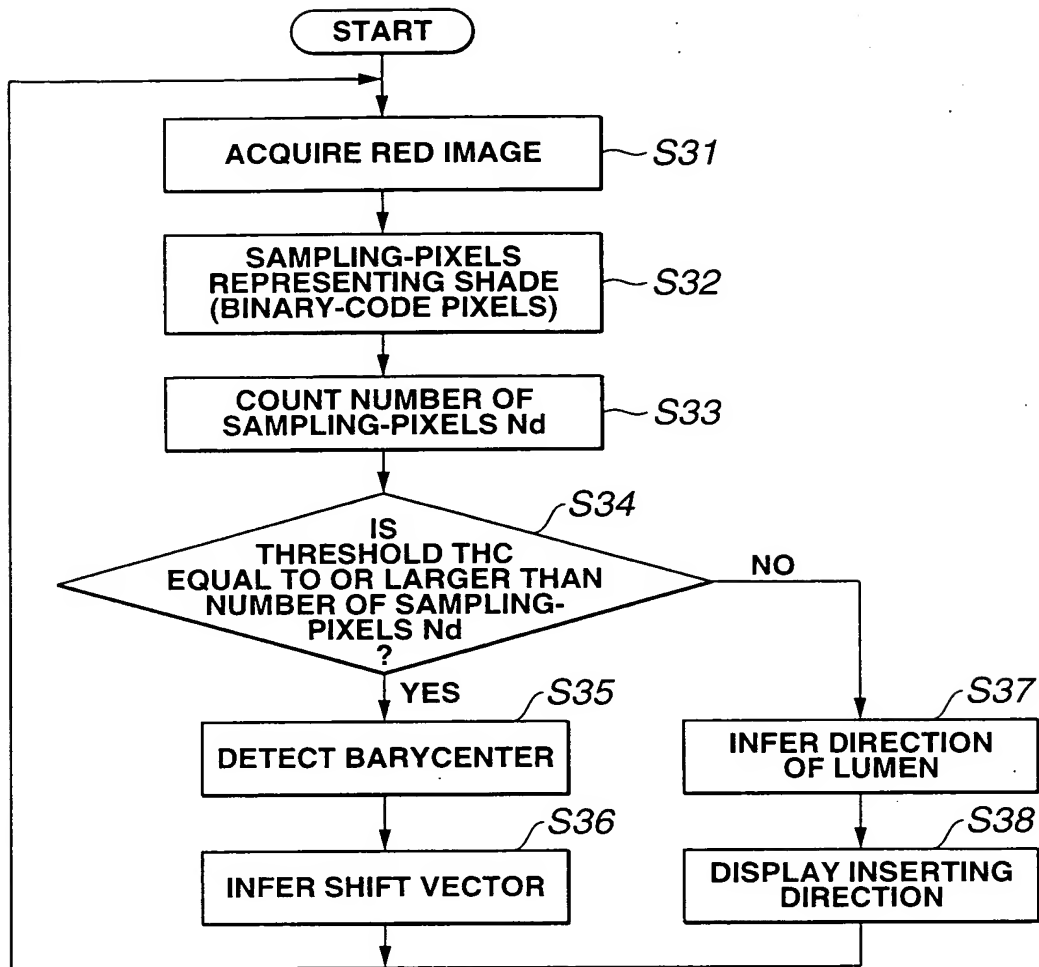 START
ACQUIRE RED IMAGE
S31
SAMPLING-PIXELS
REPRESENTING SHADE
(BINARY-CODE PIXELS)
S32
COUNT NUMBER OF
SAMPLING-PIXELS Nd
S33
S34
IS
THRESHOLD THC
EQUAL TO OR LARGER THAN
NUMBER OF SAMPLING-
PIXELS Nd
?
NO
YES
S35
DETECT BARYCENTER
S36
INFER SHIFT VECTOR
S37
INFER DIRECTION
OF LUMEN
S38
DISPLAY INSERTING
DIRECTION